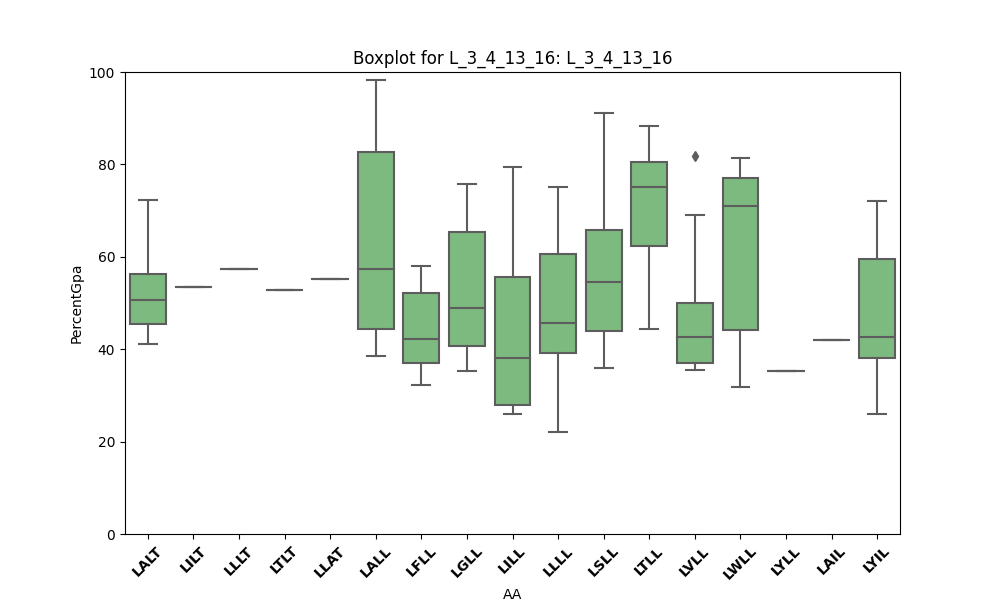 Boxplot for L_3_4_13_16: L_3_4_13_16
PercentGpa
100
80
60
40
20
0
LALT LILT LLLT LTLT LLAT LALL LFLL LGLL LILL LLLL LSLL LTLL LVLL LWLL LYLL LAIL LYIL
AA